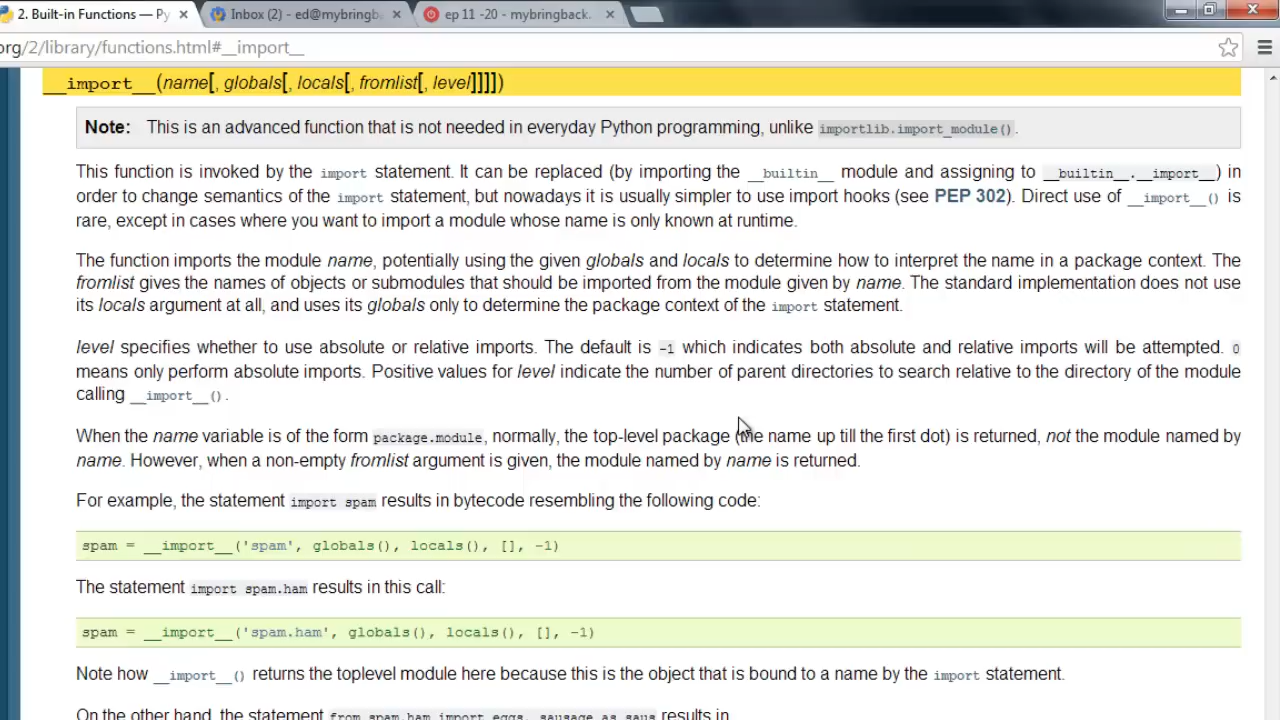 2. Built-in Functions — Py
Inbox (2) - ed@mybringb
ep 11 -20 - mybringback.
org/2/library/functions.html#__import__
__import__(name[, globals[, locals[, fromlist[, level]]]])
Note: This is an advanced function that is not needed in everyday Python programming, unlike importlib.import_module().
This function is invoked by the import statement. It can be replaced (by importing the __builtin__ module and assigning to __builtin__.__import__) in
order to change semantics of the import statement, but nowadays it is usually simpler to use import hooks (see PEP 302). Direct use of __import__() is
rare, except in cases where you want to import a module whose name is only known at runtime.
The function imports the module name, potentially using the given globals and locals to determine how to interpret the name in a package context. The
fromlist gives the names of objects or submodules that should be imported from the module given by name. The standard implementation does not use
its locals argument at all, and uses its globals only to determine the package context of the import statement.
level specifies whether to use absolute or relative imports. The default is -1 which indicates both absolute and relative imports will be attempted. 0
means only perform absolute imports. Positive values for level indicate the number of parent directories to search relative to the directory of the module
calling __import__().
When the name variable is of the form package.module, normally, the top-level package (the name up till the first dot) is returned, not the module named by
name. However, when a non-empty fromlist argument is given, the module named by name is returned.
For example, the statement import spam results in bytecode resembling the following code:
spam = __import__('spam', globals(), locals(), [], -1)
The statement import spam.ham results in this call:
spam = __import__('spam.ham', globals(), locals(), [], -1)
Note how __import__() returns the toplevel module here because this is the object that is bound to a name by the import statement.
On the other hand, the statement from spam.ham import eggs, sausage as saus results in